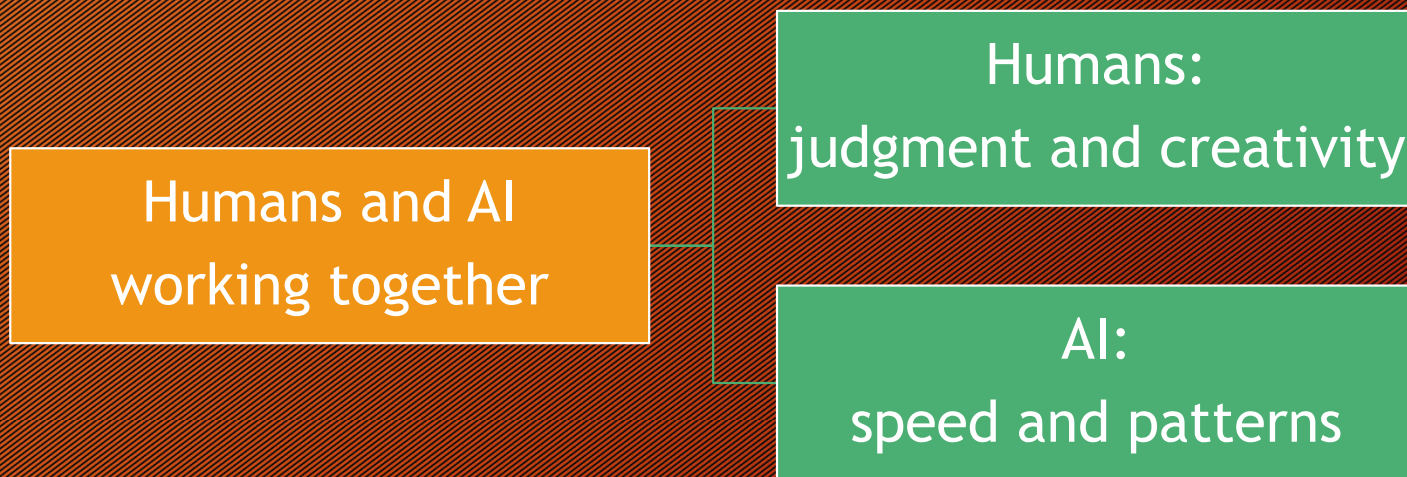 Humans and AI
working together
Humans:
judgment and creativity
AI:
speed and patterns